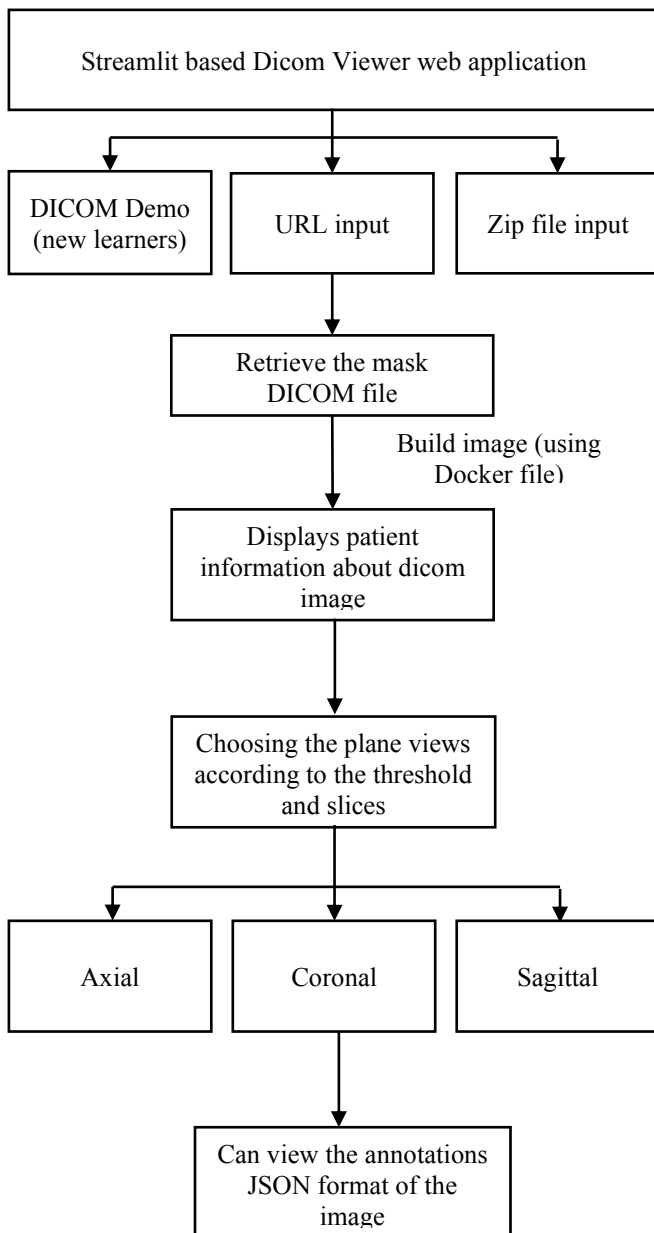 Streamlit based Dicom Viewer web application
DICOM Demo
(new learners)
URL input
Zip file input
Retrieve the mask
DICOM file
Build image (using
Docker file)
Displays patient
information about dicom
image
Choosing the plane views
according to the threshold
and slices
Axial
Coronal
Sagittal
Can view the annotations
JSON format of the
image